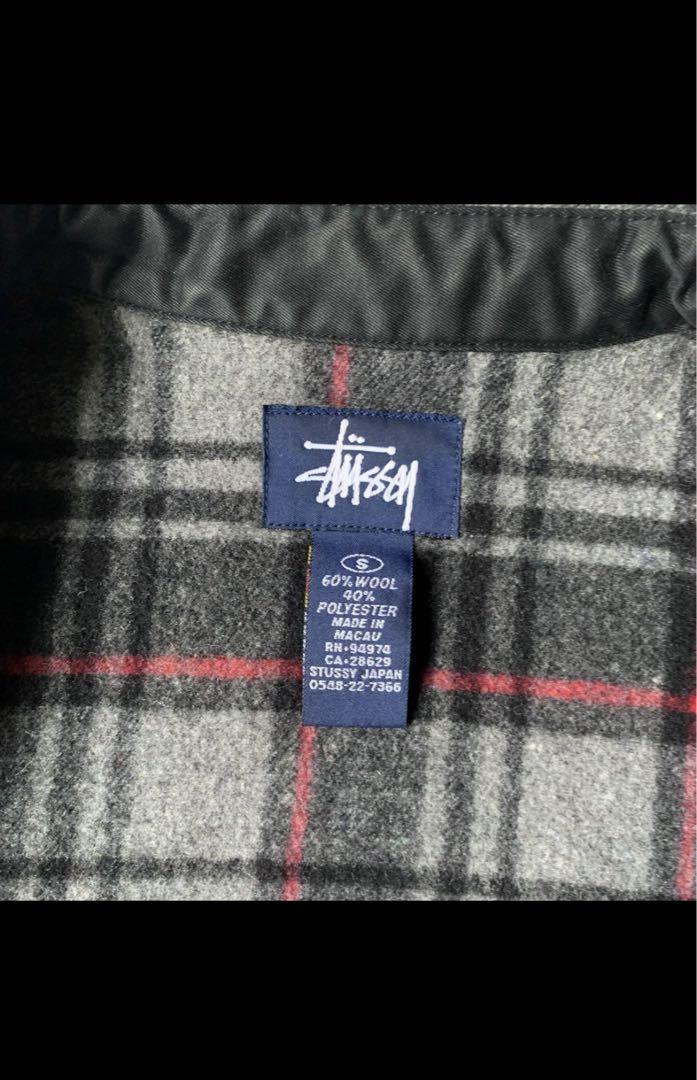 STÜSSY
S
60% WOOL
40%
POLYESTER
MADE IN
MACAU
RN•94974
CA•28629
STUSSY JAPAN
0548-22-7366